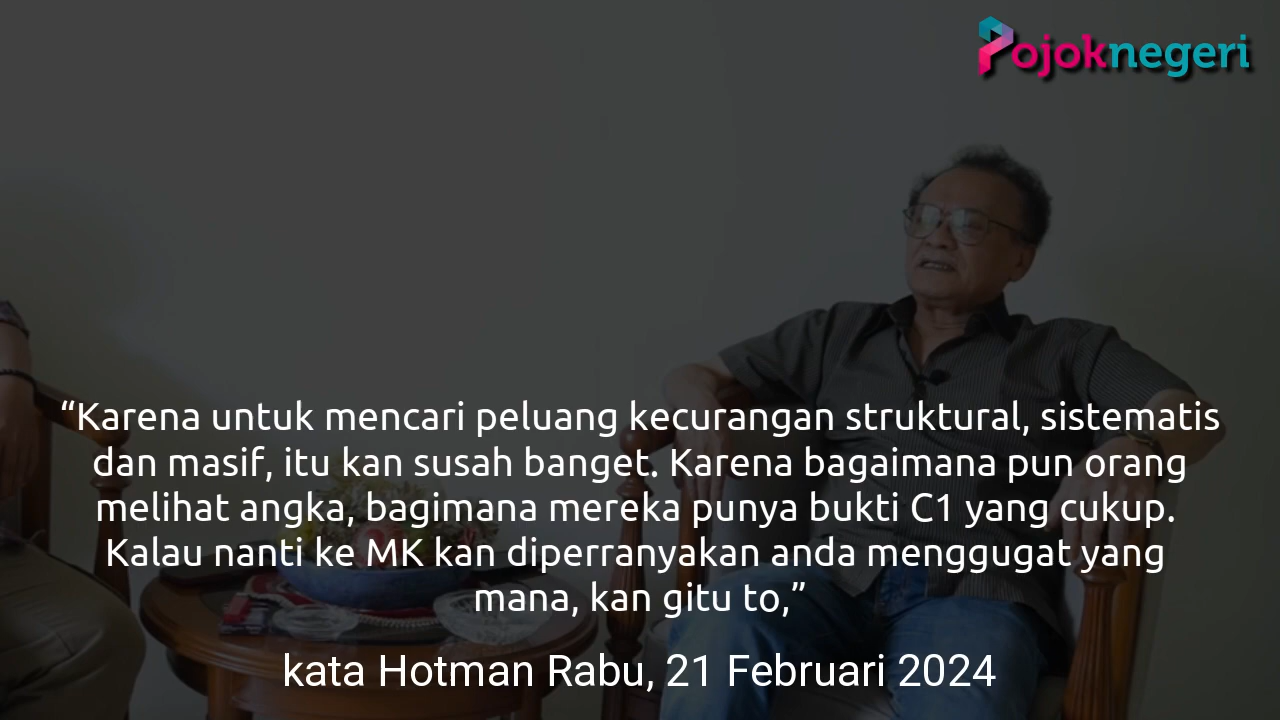 Pojoknegeri
“Karena untuk mencari peluang kecurangan struktural, sistematis
dan masif, itu kan susah banget. Karena bagaimana pun orang
melihat angka, bagimana mereka punya bukti C1 yang cukup.
Kalau nanti ke MK kan diperranyakan anda menggugat yang
mana, kan gitu to,”
kata Hotman Rabu, 21 Februari 2024